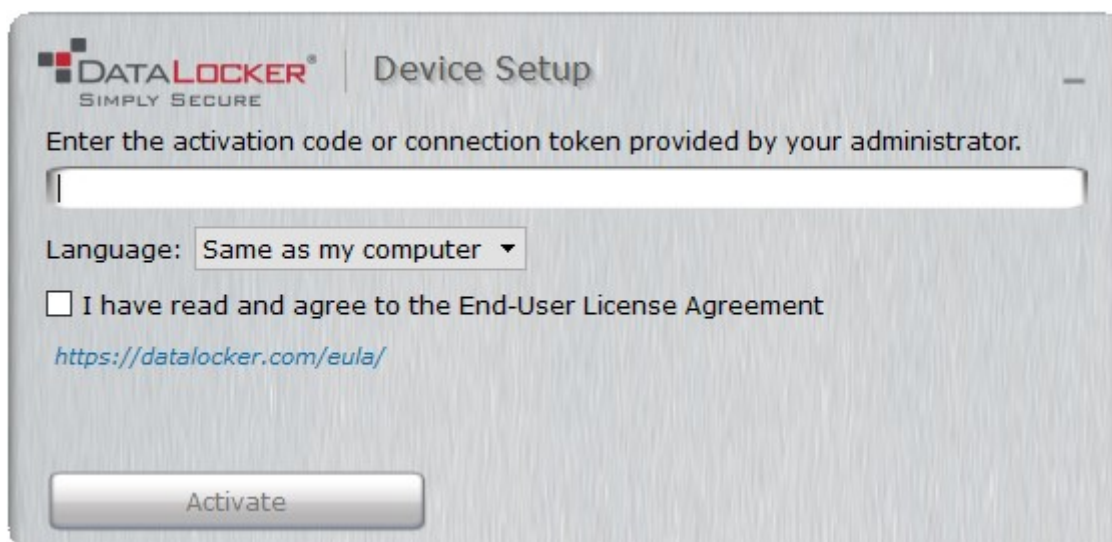 DATALOCKER® Device Setup
SIMPLY SECURE
Enter the activation code or connection token provided by your administrator.
Language: Same as my computer
I have read and agree to the End-User License Agreement
https://datalocker.com/eula/
Activate